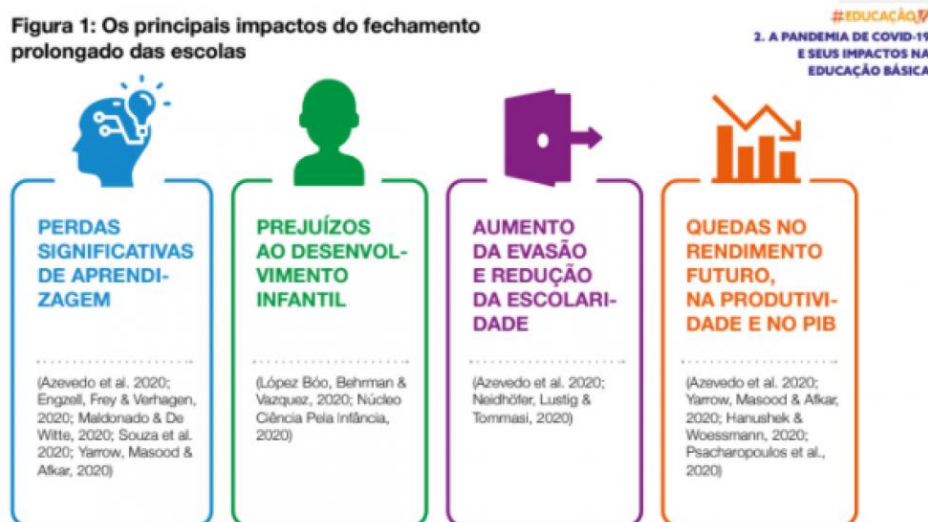 Figura 1: Os principais impactos do fechamento
prolongado das escolas
#EDUCAÇÃOJÁ
2. A PANDEMIA DE COVID-19
E SEUS IMPACTOS NA
EDUCAÇÃO BÁSICA
PERDAS
SIGNIFICATIVAS
DE APRENDI-
ZAGEM
(Azevedo et al. 2020;
Engzell, Frey & Verhagen,
2020; Maldonado & De
Witte, 2020; Souza et al.
2020; Yarrow, Masood &
Afkar, 2020)
PREJUÍZOS
AO DESENVOL-
VIMENTO
INFANTIL
(López Bóo, Behrman &
Vazquez, 2020; Núcleo
Ciência Pela Infância,
2020)
AUMENTO
DA EVASÃO
E REDUÇÃO
DA ESCOLARI-
DADE
(Azevedo et al. 2020;
Neidhöfer, Lustig &
Tommasi, 2020)
QUEDAS NO
RENDIMENTO
FUTURO,
NA PRODUTIVI-
DADE E NO PIB
(Azevedo et al. 2020;
Yarrow, Masood & Afkar,
2020; Hanushek &
Woessmann, 2020;
Psacharopoulos et al.,
2020)